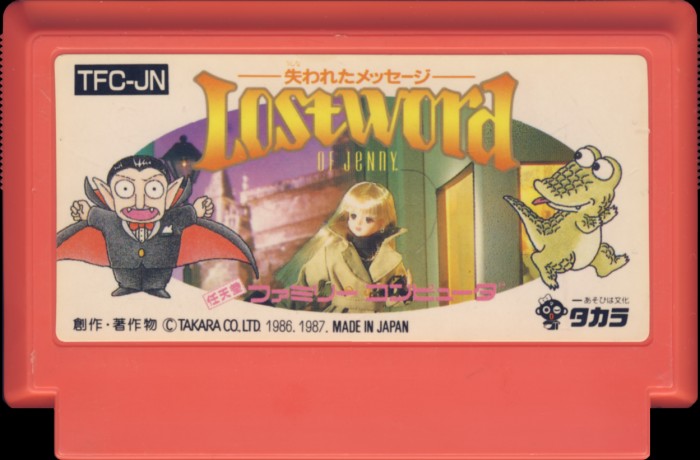 TFC-JN
失われたメッセージ
LostWord
OF JENNY
任天堂 ファミリーコンピュータ
創作・著作物 ©TAKARA CO., LTD. 1986, 1987, MADE IN JAPAN
あそびは文化
タカラ